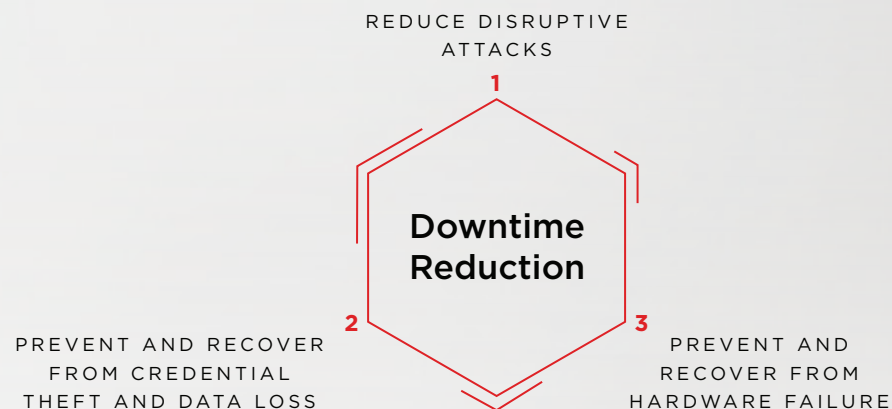 REDUCE DISRUPTIVE
ATTACKS
1
Downtime
Reduction
2
PREVENT AND RECOVER
FROM CREDENTIAL
THEFT AND DATA LOSS
3
PREVENT AND
RECOVER FROM
HARDWARE FAILURE